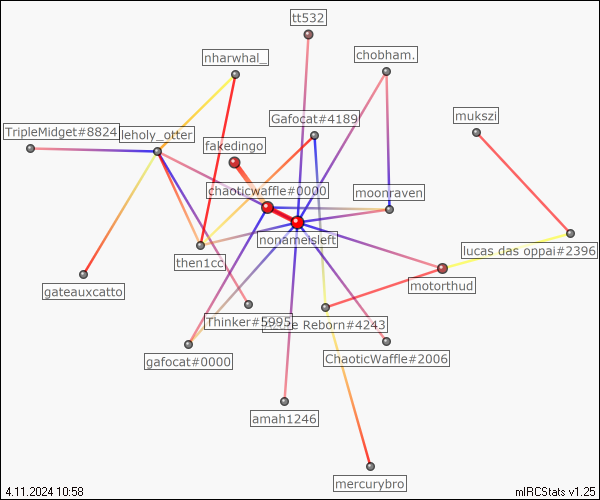 tt532
nharwhal_
chobham.
Gafocat#4189
mukszi
TripleMidget#8824
leholy_otter
fakedingo
chaoticwaffle#0000
moonraven
nonameisleft
lucas das oppai#2396
then1cc
motorthud
gateauxcatto
Thinker#5995
Reborn#4243
gafocat#0000
ChaoticWaffle#2006
amah1246
mercurybro
4.11.2024 10:58
mIRCStats v1.25